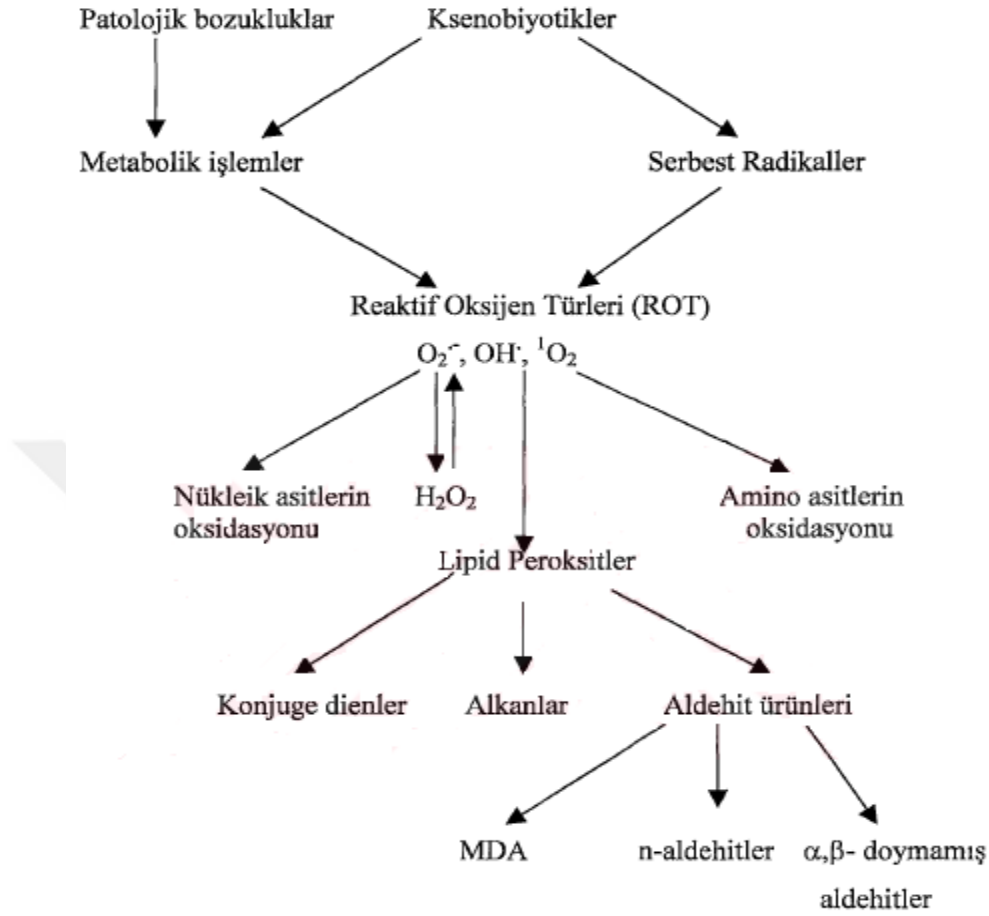 Patolojik bozukluklar
Ksenobiyotikler
Metabolik işlemler
Serbest Radikaller
Reaktif Oksijen Türleri (ROT)
O₂·⁻, OH·, ¹O₂
Nükleik asitlerin
oksidasyonu
H₂O₂
Amino asitlerin
oksidasyonu
Lipid Peroksitler
Konjuge dienler
Alkanlar
Aldehit ürünleri
MDA
n-aldehitler
α,β- doymamış
aldehitler